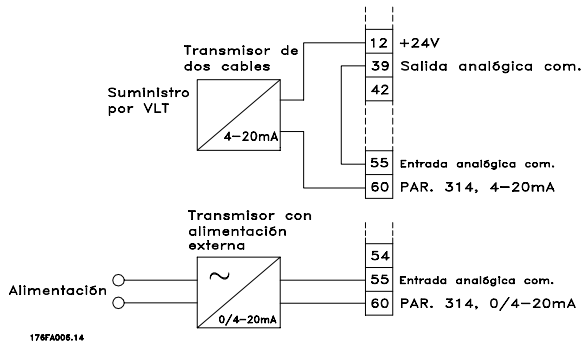 Transmisor de
dos cables
Suministro
por VLT
4-20mA
12 +24V
39 Salida analógica com.
42
55 Entrada analógica com.
60 PAR. 314, 4-20mA
Transmisor con
alimentación
externa
Alimentación
~
0/4-20mA
54
55 Entrada analógica com.
60 PAR. 314, 0/4-20mA
176FA006.14